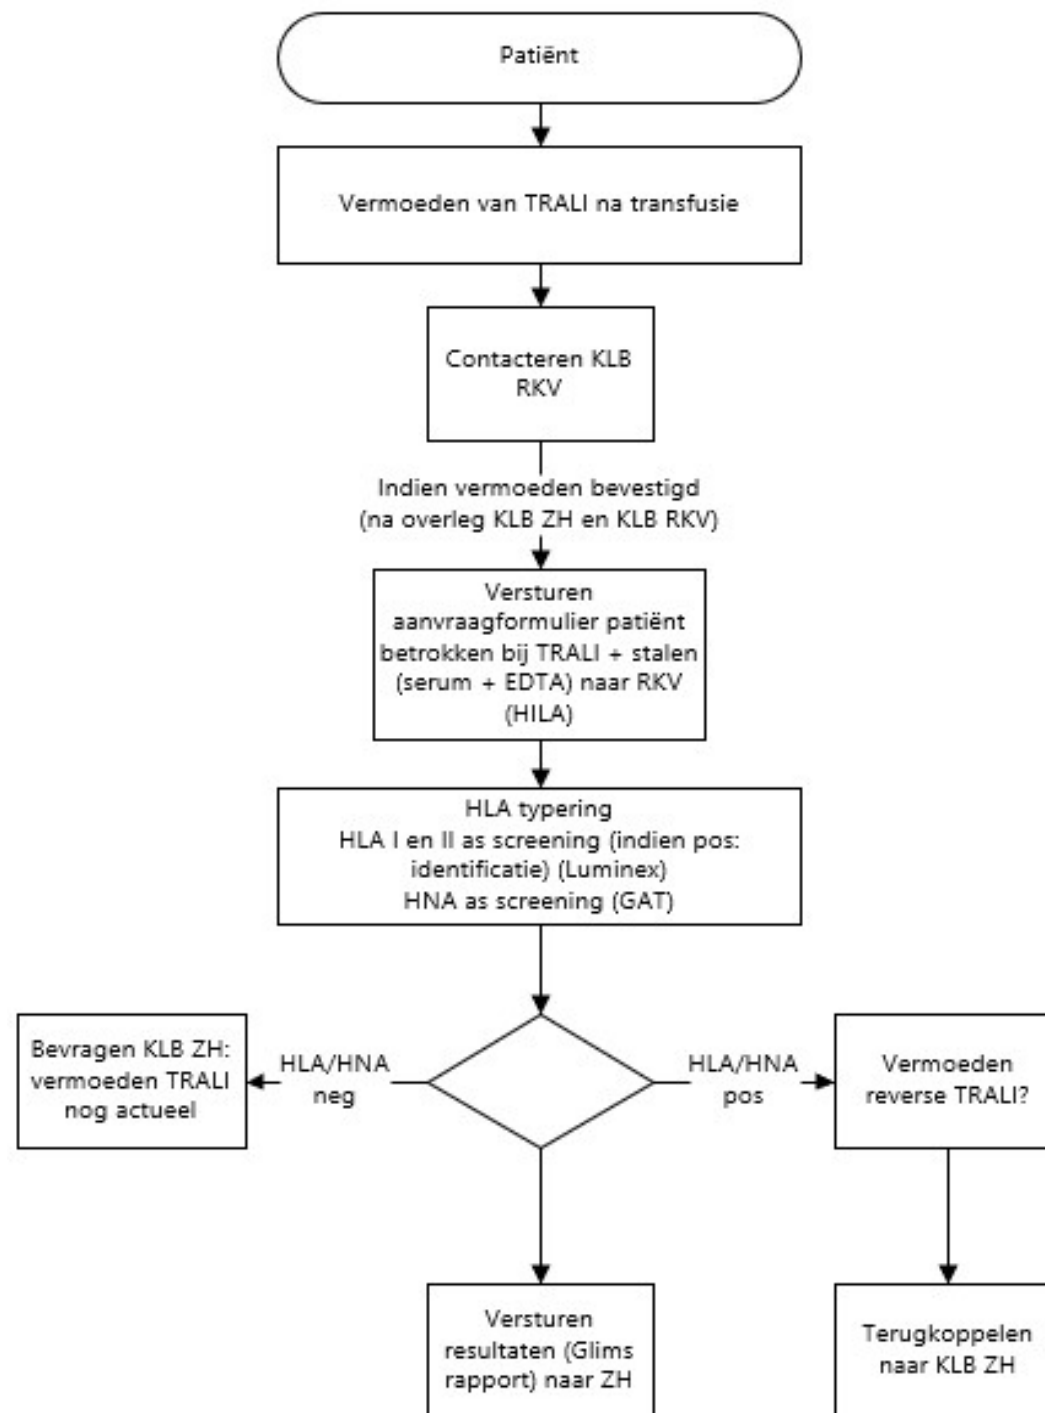 Patiënt
Vermoeden van TRALI na transfusie
Contacteren KLB
RKV
Indien vermoeden bevestigd
(na overleg KLB ZH en KLB RKV)
Versturen
aanvraagformulier patiënt
betrokken bij TRALI + stalen
(serum + EDTA) naar RKV
(HILA)
HLA typering
HLA I en II as screening (indien pos:
identificatie) (Luminex)
HNA as screening (GAT)
Bevragen KLB ZH:
vermoeden TRALI
nog actueel
HLA/HNA
neg
HLA/HNA
pos
Vermoeden
reverse TRALI?
Versturen
resultaten (Glims
rapport) naar ZH
Terugkoppelen
naar KLB ZH